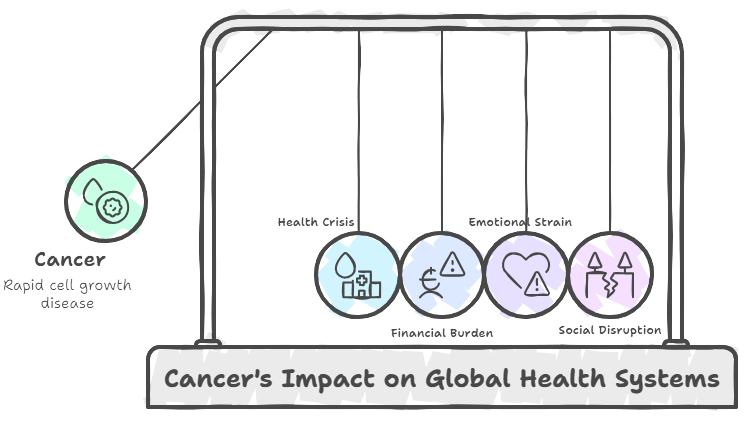 Health Crisis
Emotional Strain
Cancer
Rapid cell growth
disease
Financial Burden
Social Disruption
Cancer's Impact on Global Health Systems